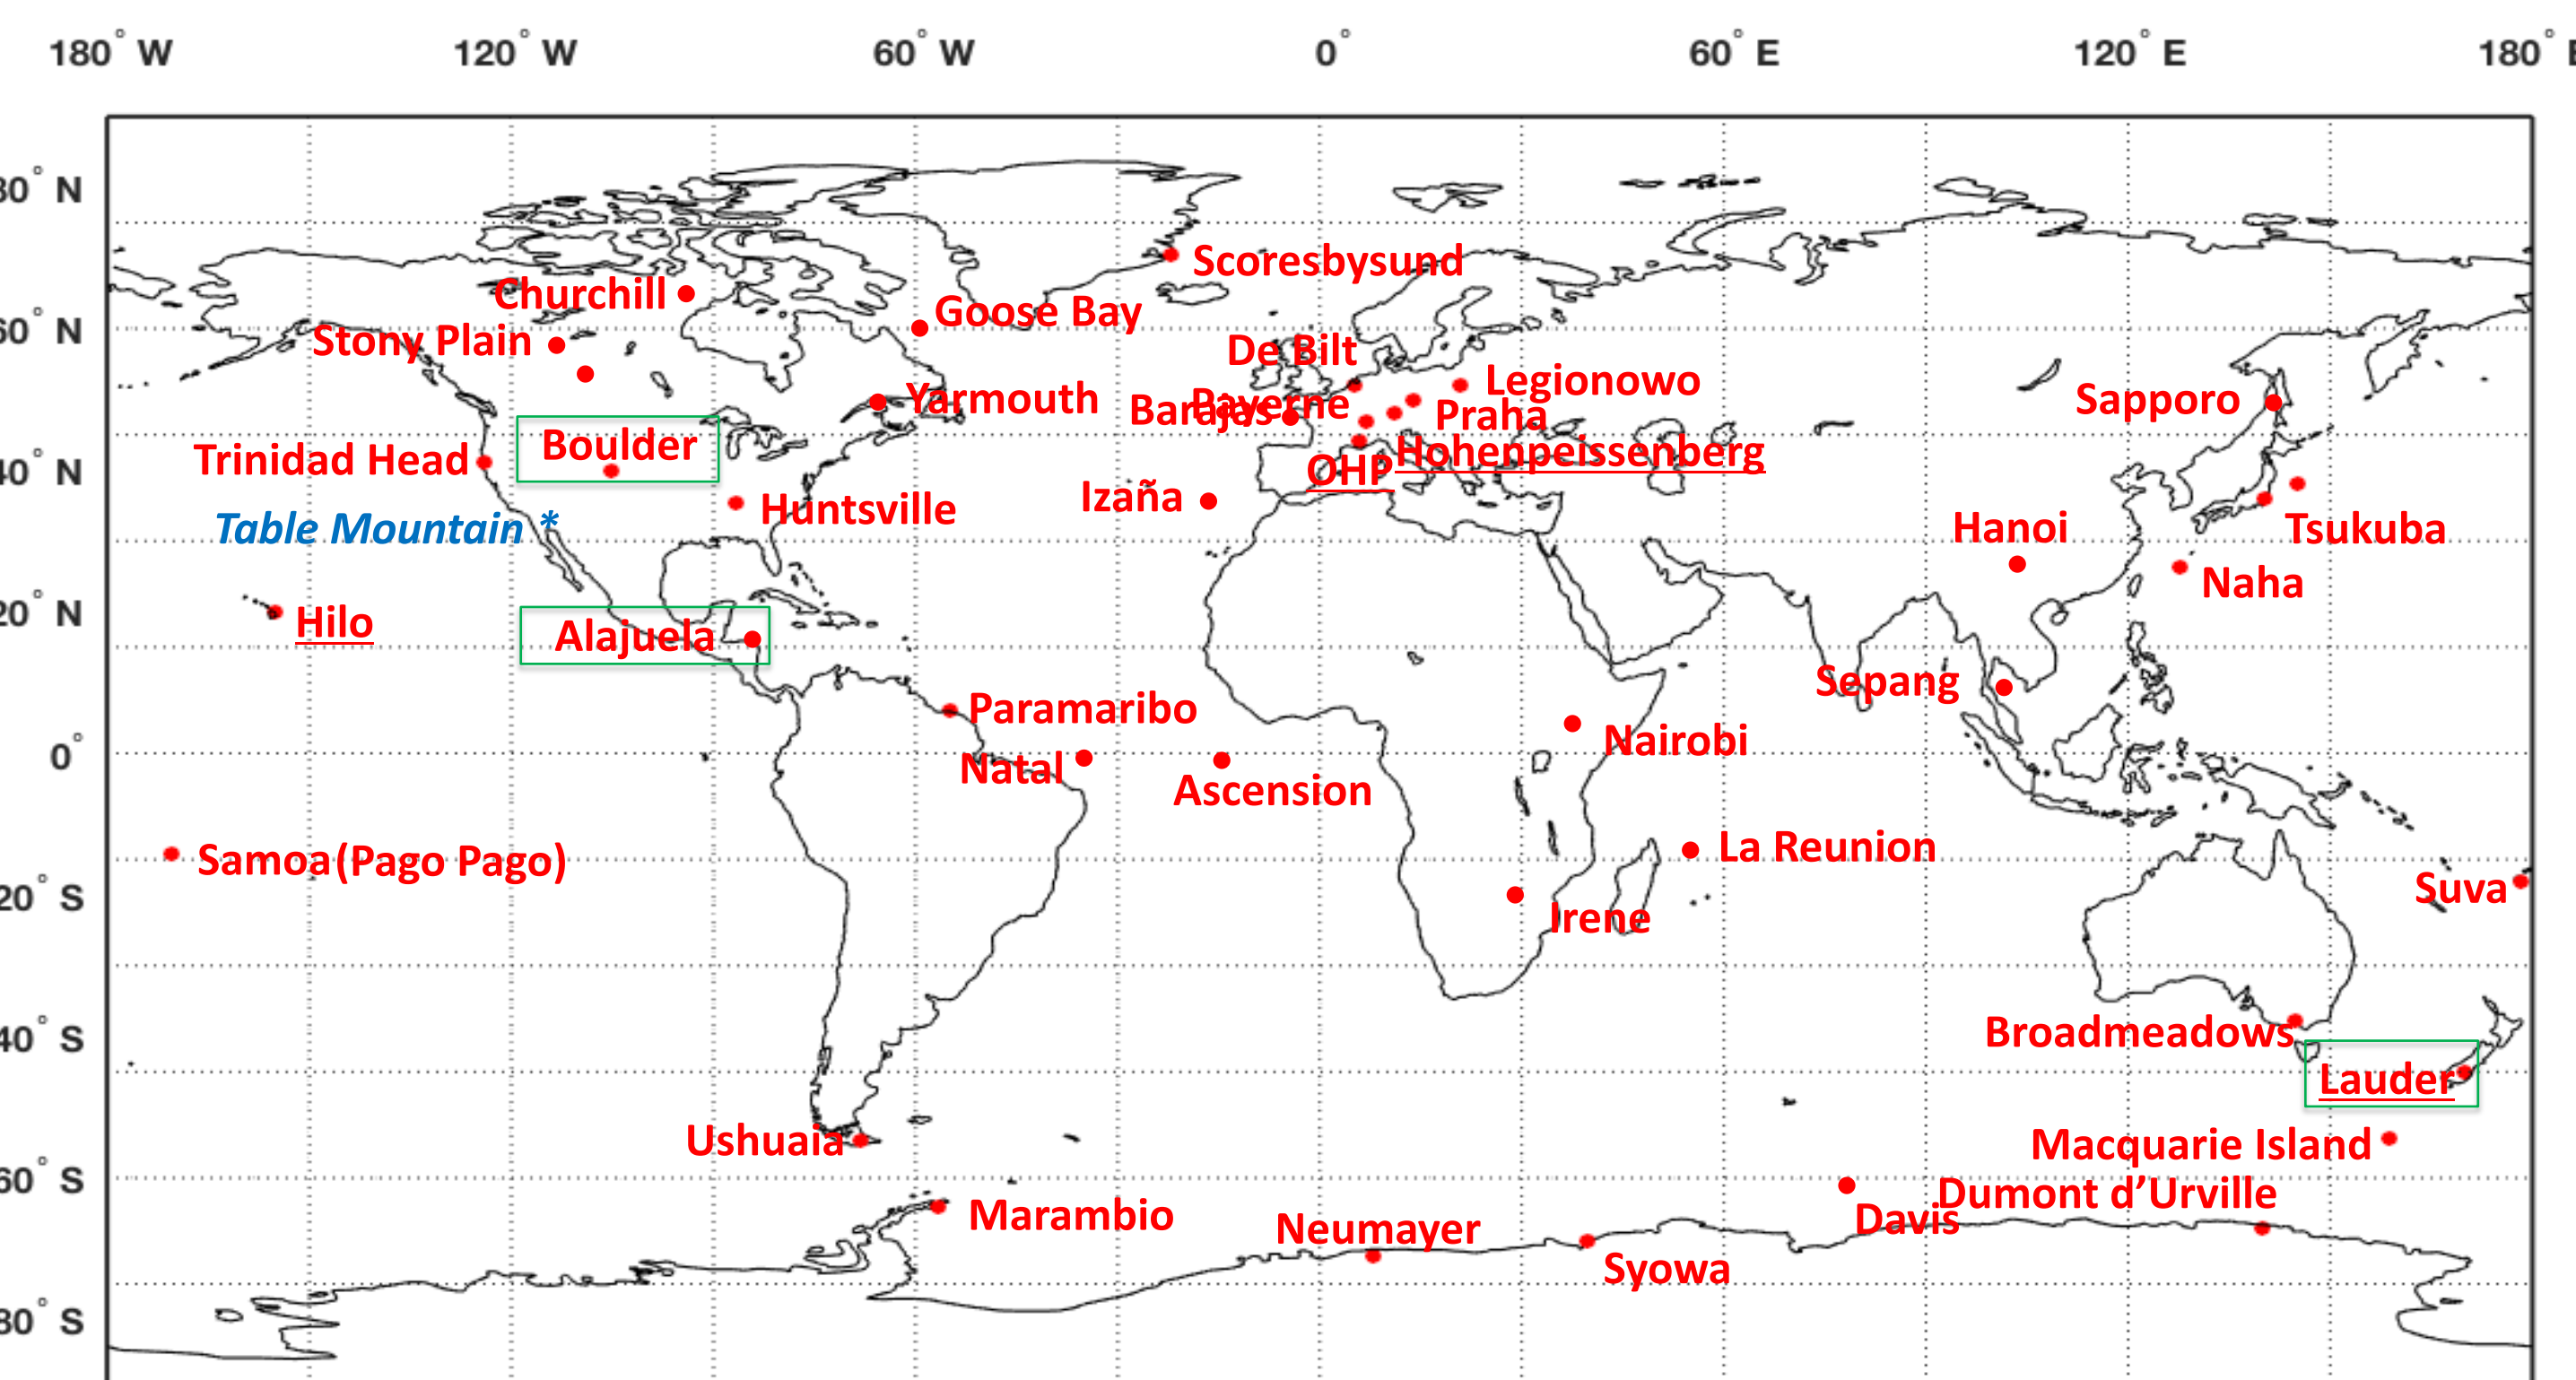 180° W 120° W 60° W 0° 60° E 120° E 180° E
80° N
Scoresbysund
Churchill
Goose Bay
60° N
Stony Plain
De Bilt
Legionowo
Yarmouth
Barajas
Payerne
Praha
Sapporo
Boulder
Trinidad Head
Hohenpeissenberg
40° N
OHP
Izaña
Huntsville
Table Mountain *
Hanoi
Tsukuba
Naha
20° N
Hilo
Alajuela
Sepang
Paramaribo
Nairobi
0°
Natal
Ascension
Samoa(Pago Pago)
La Reunion
20° S
Suva
Irene
Broadmeadows
40° S
Lauder
Ushuaia
Macquarie Island
60° S
Dumont d’Urville
Marambio
Davis
Neumayer
Syowa
80° S